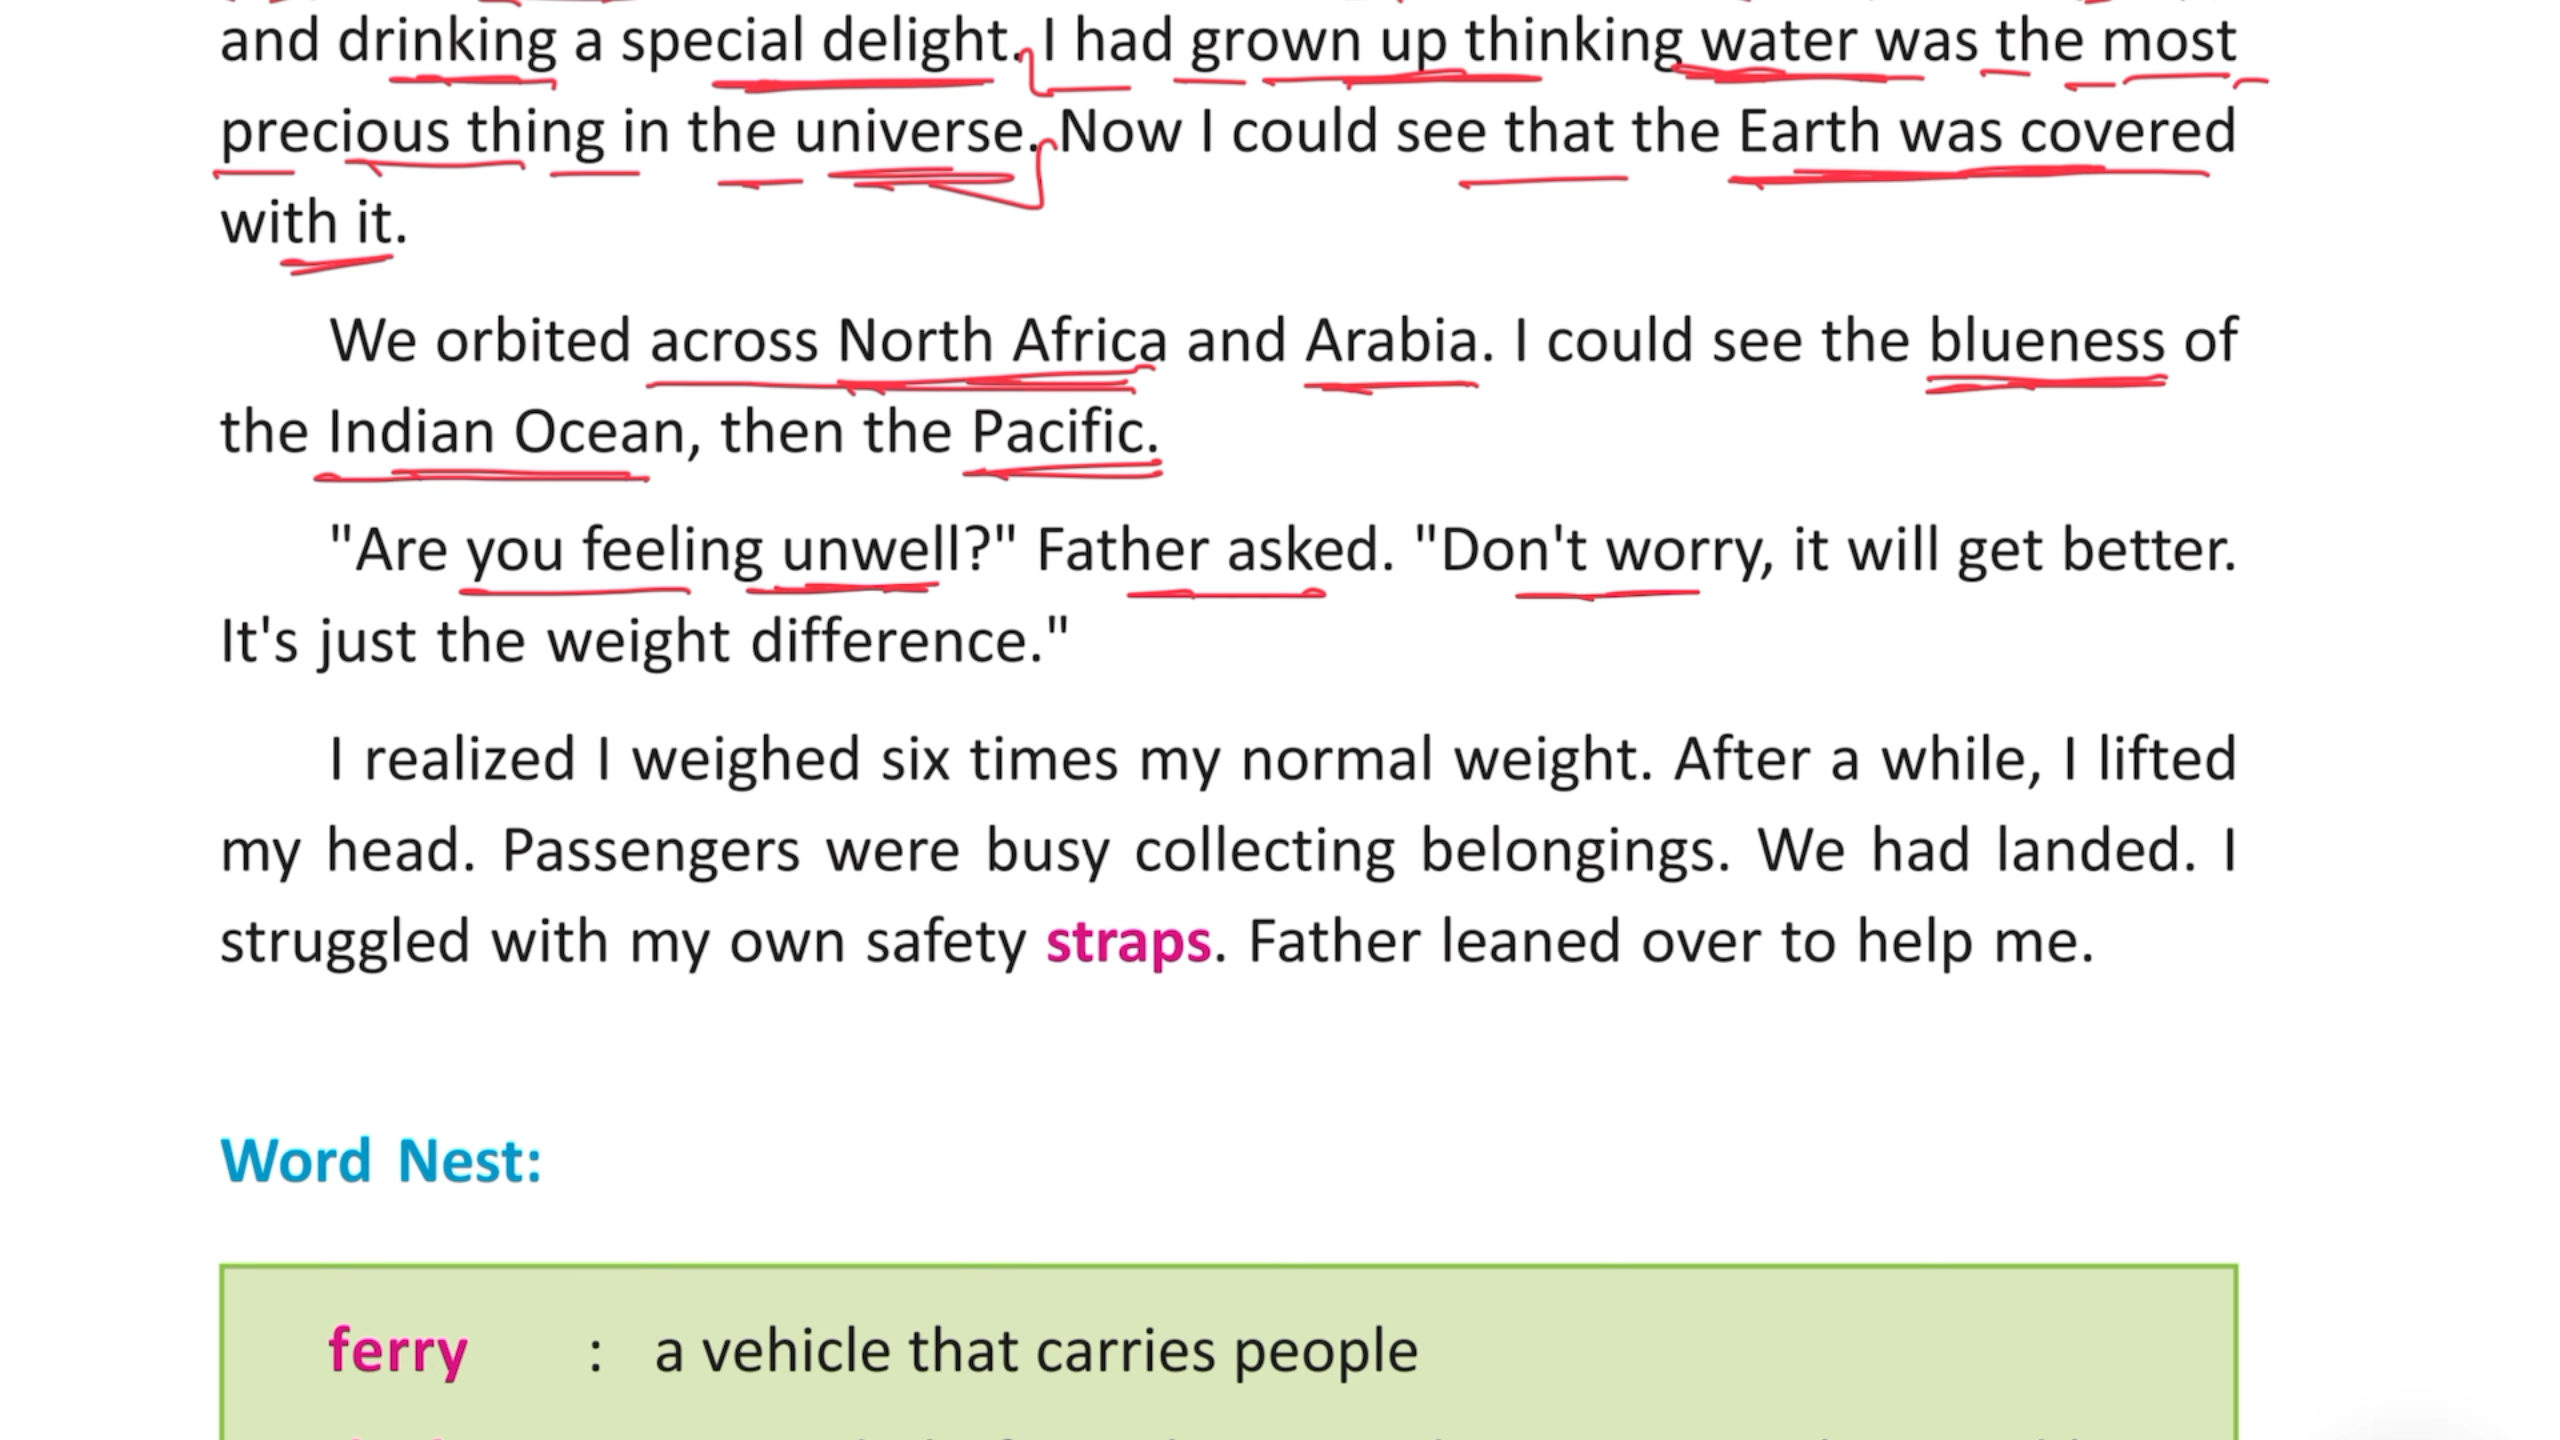 and drinking a special delight. I had grown up thinking water was the most
precious thing in the universe. Now I could see that the Earth was covered
with it.
We orbited across North Africa and Arabia. I could see the blueness of
the Indian Ocean, then the Pacific.
"Are you feeling unwell?" Father asked. "Don't worry, it will get better.
It's just the weight difference."
I realized I weighed six times my normal weight. After a while, I lifted
my head. Passengers were busy collecting belongings. We had landed. I
struggled with my own safety straps. Father leaned over to help me.
Word Nest:
ferry : a vehicle that carries people